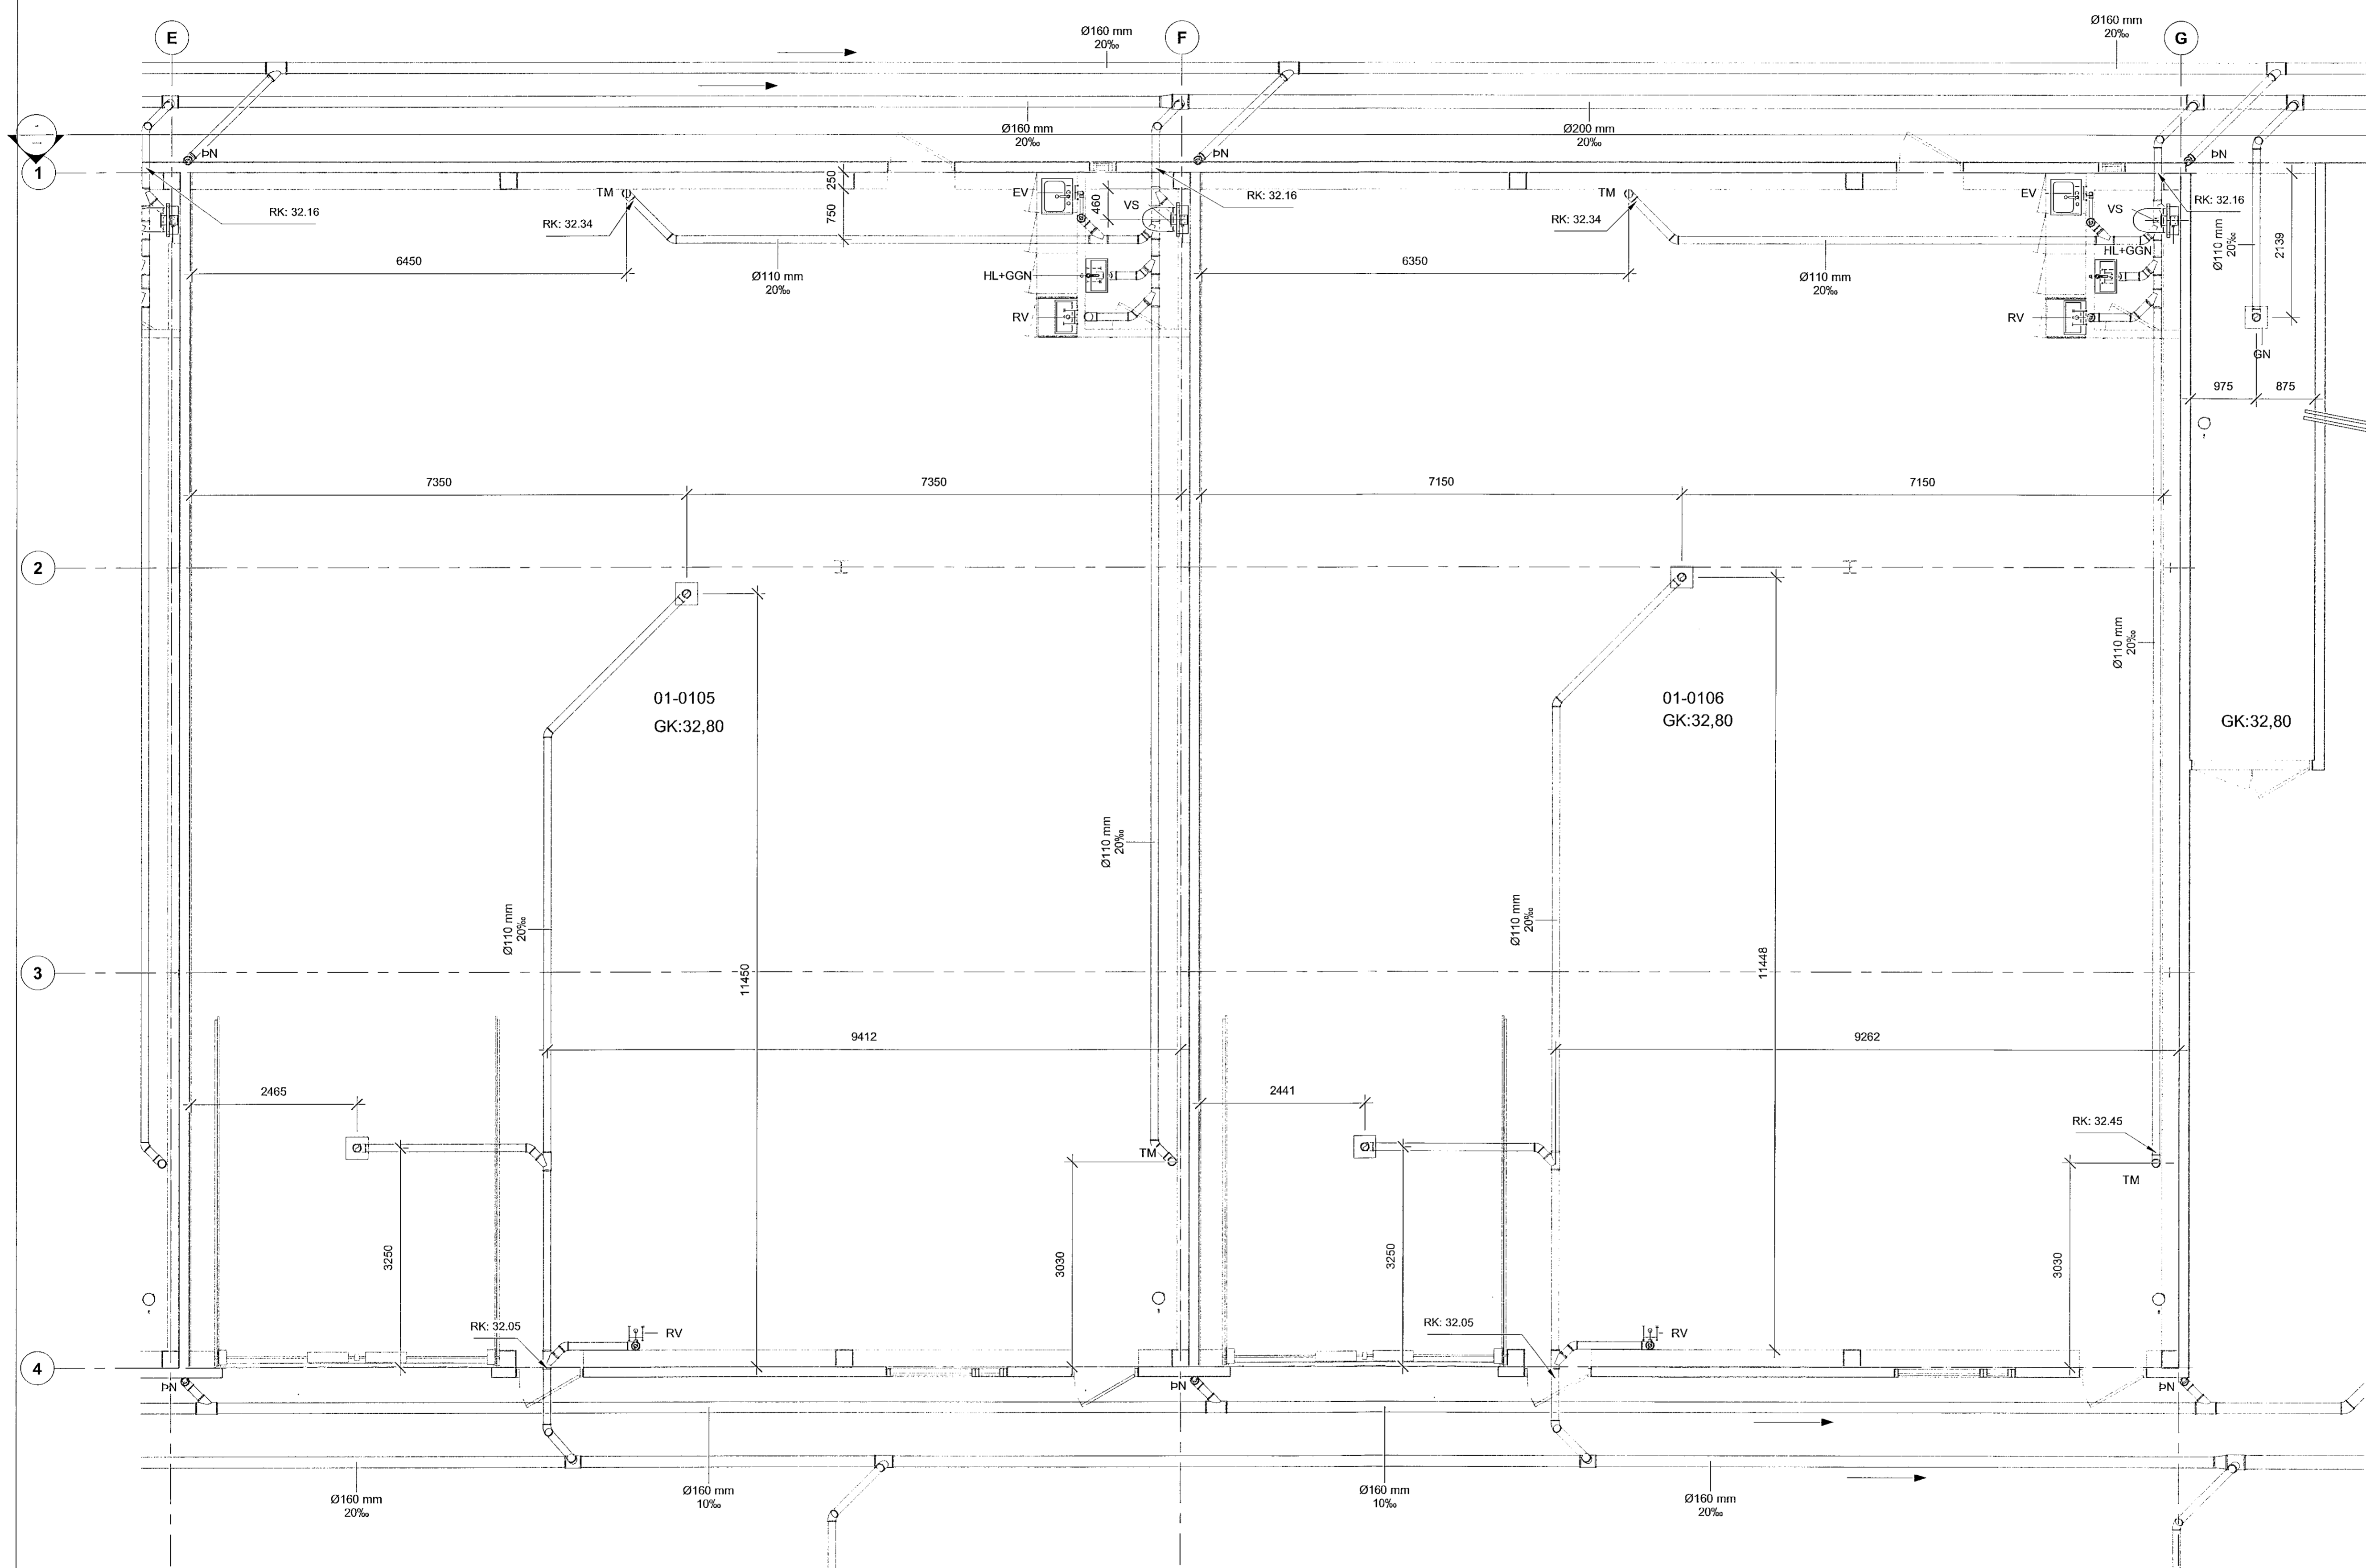 E
F
G
Ø160 mm
20‰
Ø160 mm
20‰
Ø160 mm
20‰
Ø200 mm
20‰
-
--
1
ÞN
ÞN
ÞN
RK: 32.16
TM
RK: 32.34
250
750
EV
460
VS
RK: 32.16
TM
RK: 32.34
EV
VS
RK: 32.16
6450
Ø110 mm
20‰
HL+GGN
RV
6350
Ø110 mm
20‰
HL+GGN
RV
Ø110 mm
20‰
2139
GN
975
875
7350
7350
7150
7150
2
01-0105
GK:32,80
01-0106
GK:32,80
GK:32,80
Ø110 mm
20‰
Ø110 mm
20‰
Ø110 mm
20‰
Ø110 mm
20‰
3
11450
11448
9412
9262
2465
2441
RK: 32.45
TM
TM
3250
3030
3250
3030
RK: 32.05
RV
RK: 32.05
RV
4
ÞN
ÞN
ÞN
Ø160 mm
20‰
Ø160 mm
10‰
Ø160 mm
10‰
Ø160 mm
20‰